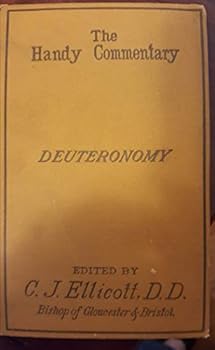 The
Handy Commentary
DEUTERONOMY
EDITED BY
C. J. Ellicott, D. D.
Bishop of Gloucester & Bristol.